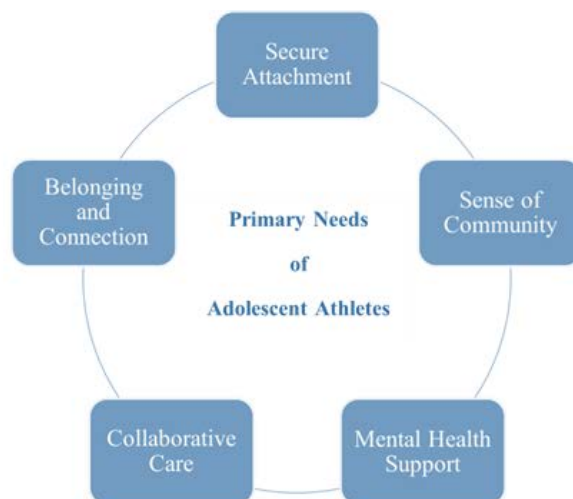 Secure
Attachment
Belonging
and
Connection
Sense of
Community
Primary Needs
of
Adolescent Athletes
Collaborative
Care
Mental Health
Support